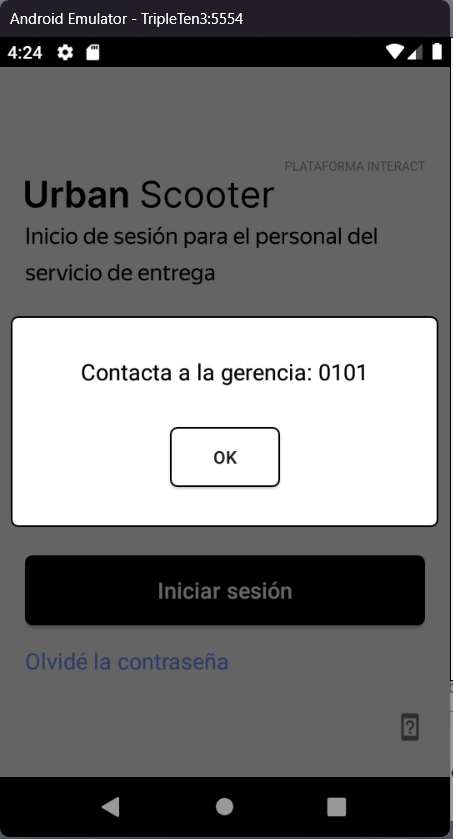 Android Emulator - TripleTen3:5554
4:24
PLATAFORMA INTERACT
Urban Scooter
Inicio de sesión para el personal del
servicio de entrega
Contacta a la gerencia: 0101
OK
Iniciar sesión
Olvidé la contraseña
?